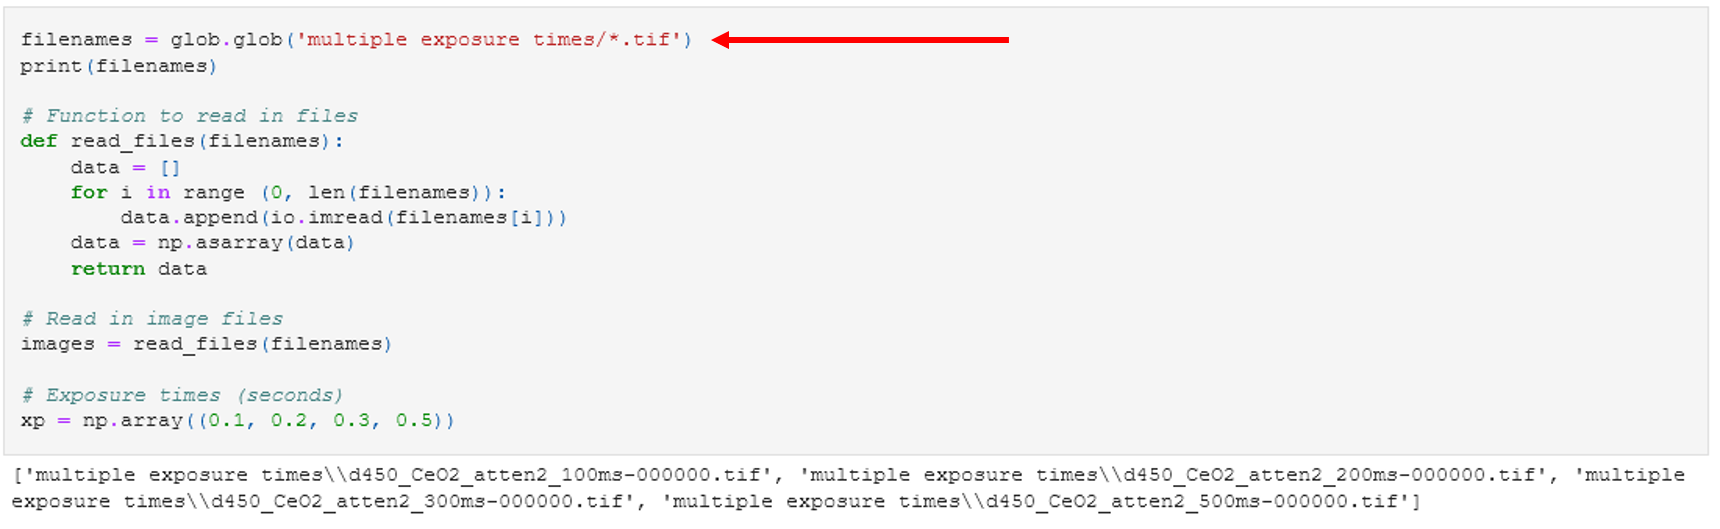 filenames = glob.glob('multiple exposure times/*.tif')
print(filenames)
# Function to read in files
def read_files(filenames):
    data = []
    for i in range (0, len(filenames)):
        data.append(io.imread(filenames[i]))
    data = np.asarray(data)
    return data
# Read in image files
images = read_files(filenames)
# Exposure times (seconds)
xp = np.array((0.1, 0.2, 0.3, 0.5))
['multiple exposure times\\d450_CeO2_atten2_100ms-000000.tif', 'multiple exposure times\\d450_CeO2_atten2_200ms-000000.tif', 'multiple
exposure times\\d450_CeO2_atten2_300ms-000000.tif', 'multiple exposure times\\d450_CeO2_atten2_500ms-000000.tif']